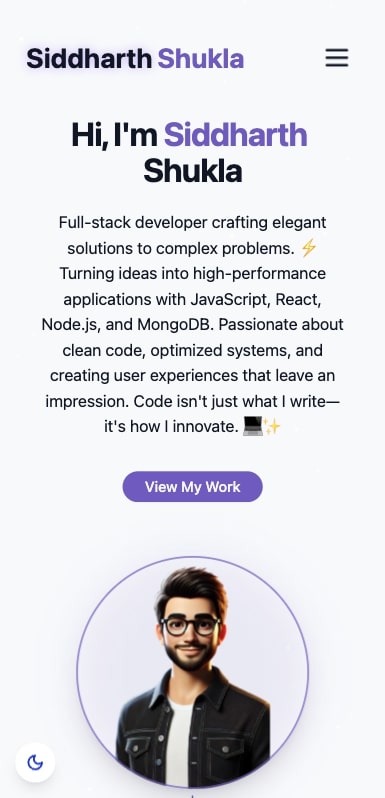 Siddharth Shukla
Hi, I'm Siddharth
Shukla
Full-stack developer crafting elegant
solutions to complex problems. ⚡
Turning ideas into high-performance
applications with JavaScript, React,
Node.js, and MongoDB. Passionate about
clean code, optimized systems, and
creating user experiences that leave an
impression. Code isn't just what I write—
it's how I innovate. 💻✨
View My Work